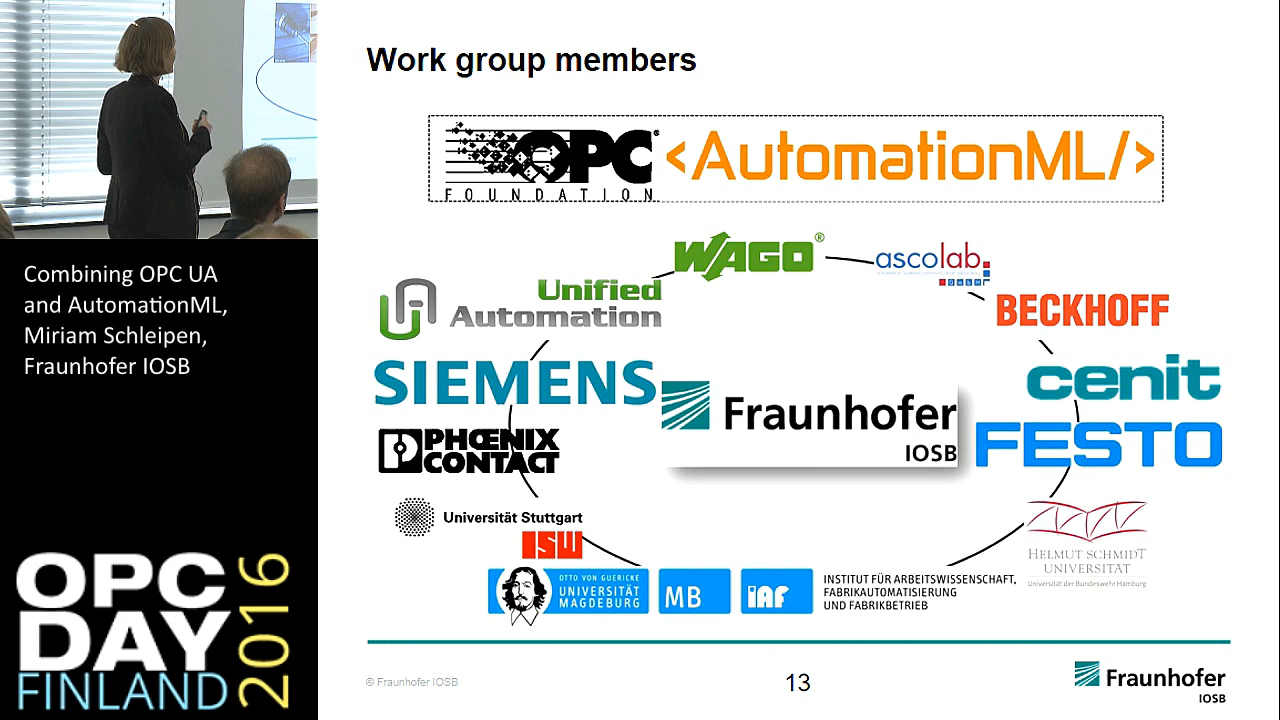 Combining OPC UA
and AutomationML,
Miriam Schleipen,
Fraunhofer IOSB
OPC
DAY
FINLAND
2016
Work group members
OPC
FOUNDATION
<AutomationML/>
WAGO®
ascolab
Unified
Automation
BECKHOFF
SIEMENS
cenit
Fraunhofer
IOSB
PHŒNIX
CONTACT
FESTO
Universität Stuttgart
ISW
HELMUT SCHMIDT
UNIVERSITÄT
Universität der Bundeswehr Hamburg
OTTO VON GUERICKE
UNIVERSITÄT
MAGDEBURG
MB
iAF
INSTITUT FÜR ARBEITSWISSENSCHAFT,
FABRIKAUTOMATISIERUNG
UND FABRIKBETRIEB
© Fraunhofer IOSB
13
Fraunhofer
IOSB